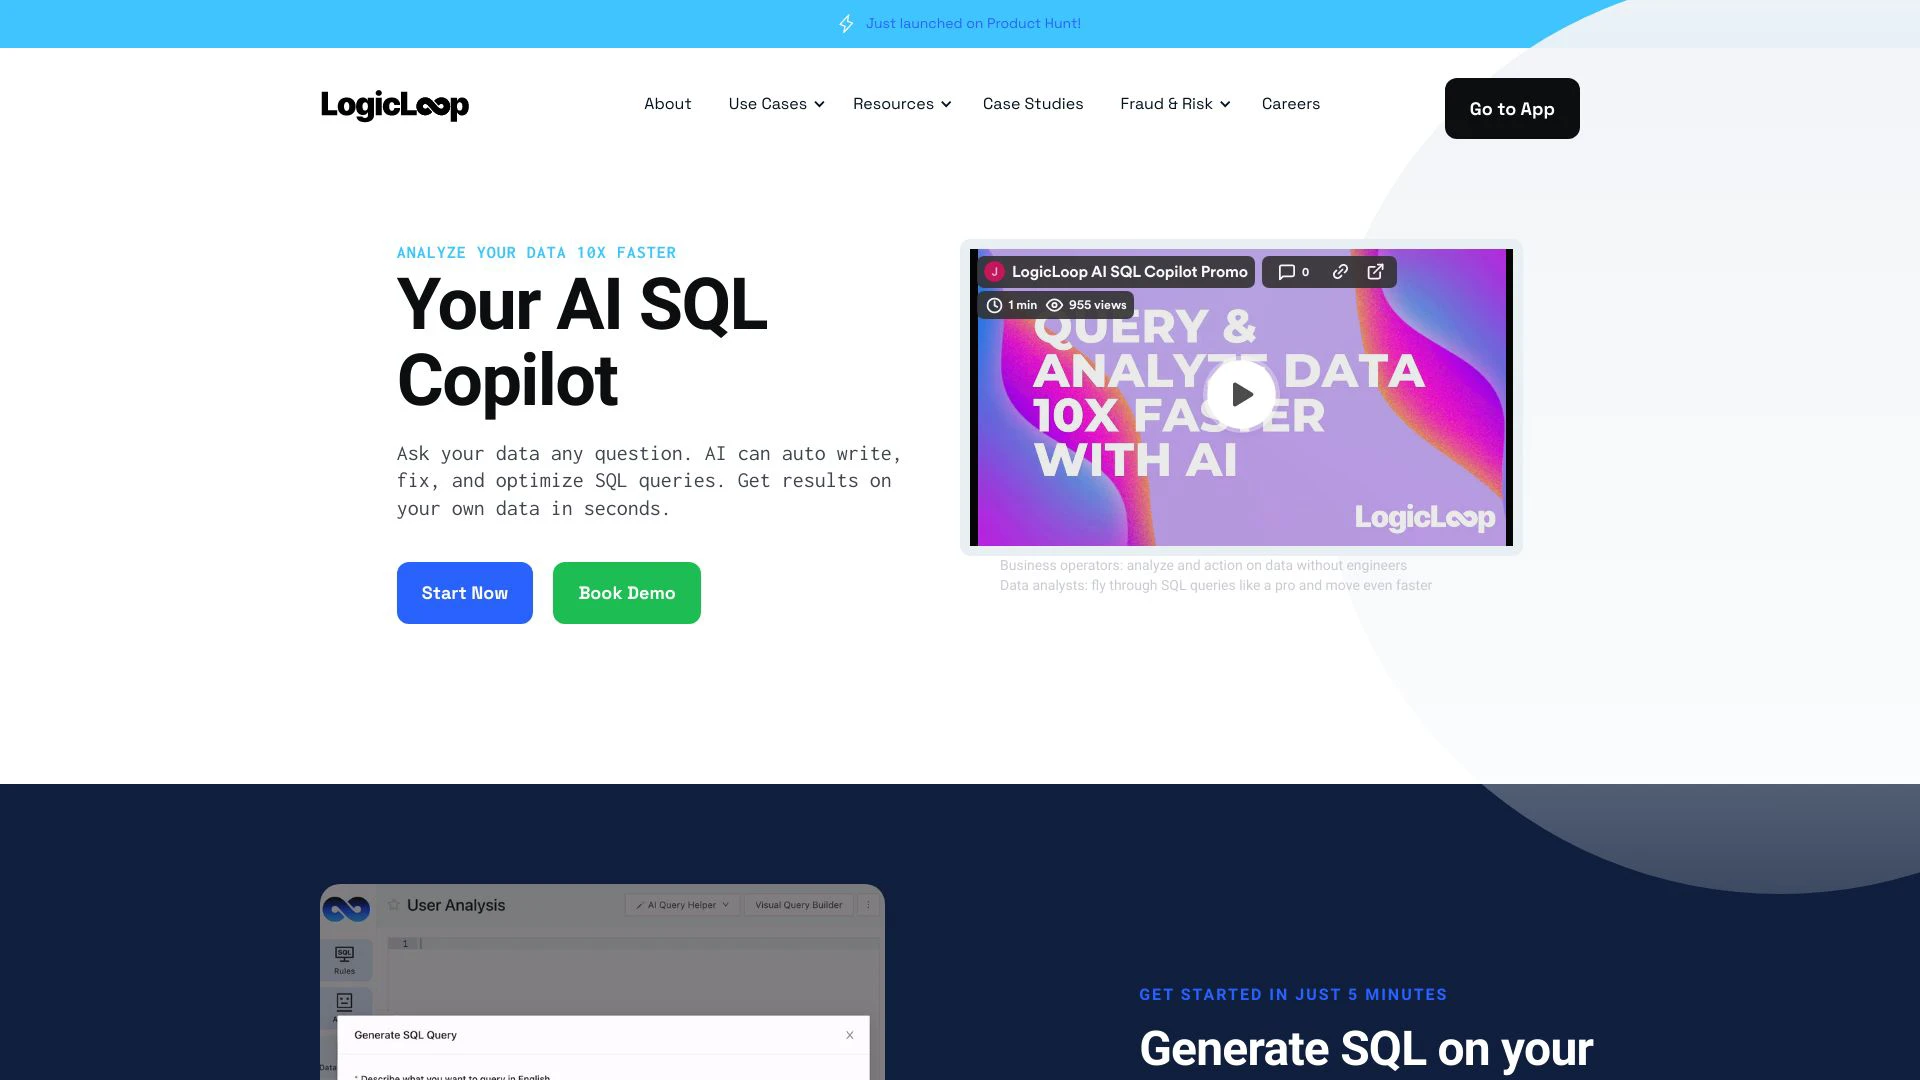 Just launched on Product Hunt!
LogicLoop
About
Use Cases
Resources
Case Studies
Fraud & Risk
Careers
Go to App
ANALYZE YOUR DATA 10X FASTER
Your AI SQL
Copilot
Ask your data any question. AI can auto write,
fix, and optimize SQL queries. Get results on
your own data in seconds.
Start Now
Book Demo
J
LogicLoop AI SQL Copilot Promo
0
1 min
955 views
QUERY &
ANALYZE DATA
10X FASTER
WITH AI
LogicLoop
Business operators: analyze and action on data without engineers
Data analysts: fly through SQL queries like a pro and move even faster
User Analysis
AI Query Helper
Visual Query Builder
1
SQL
Rules
Data
Generate SQL Query
X
* Describe what you want to query in English
GET STARTED IN JUST 5 MINUTES
Generate SQL on your